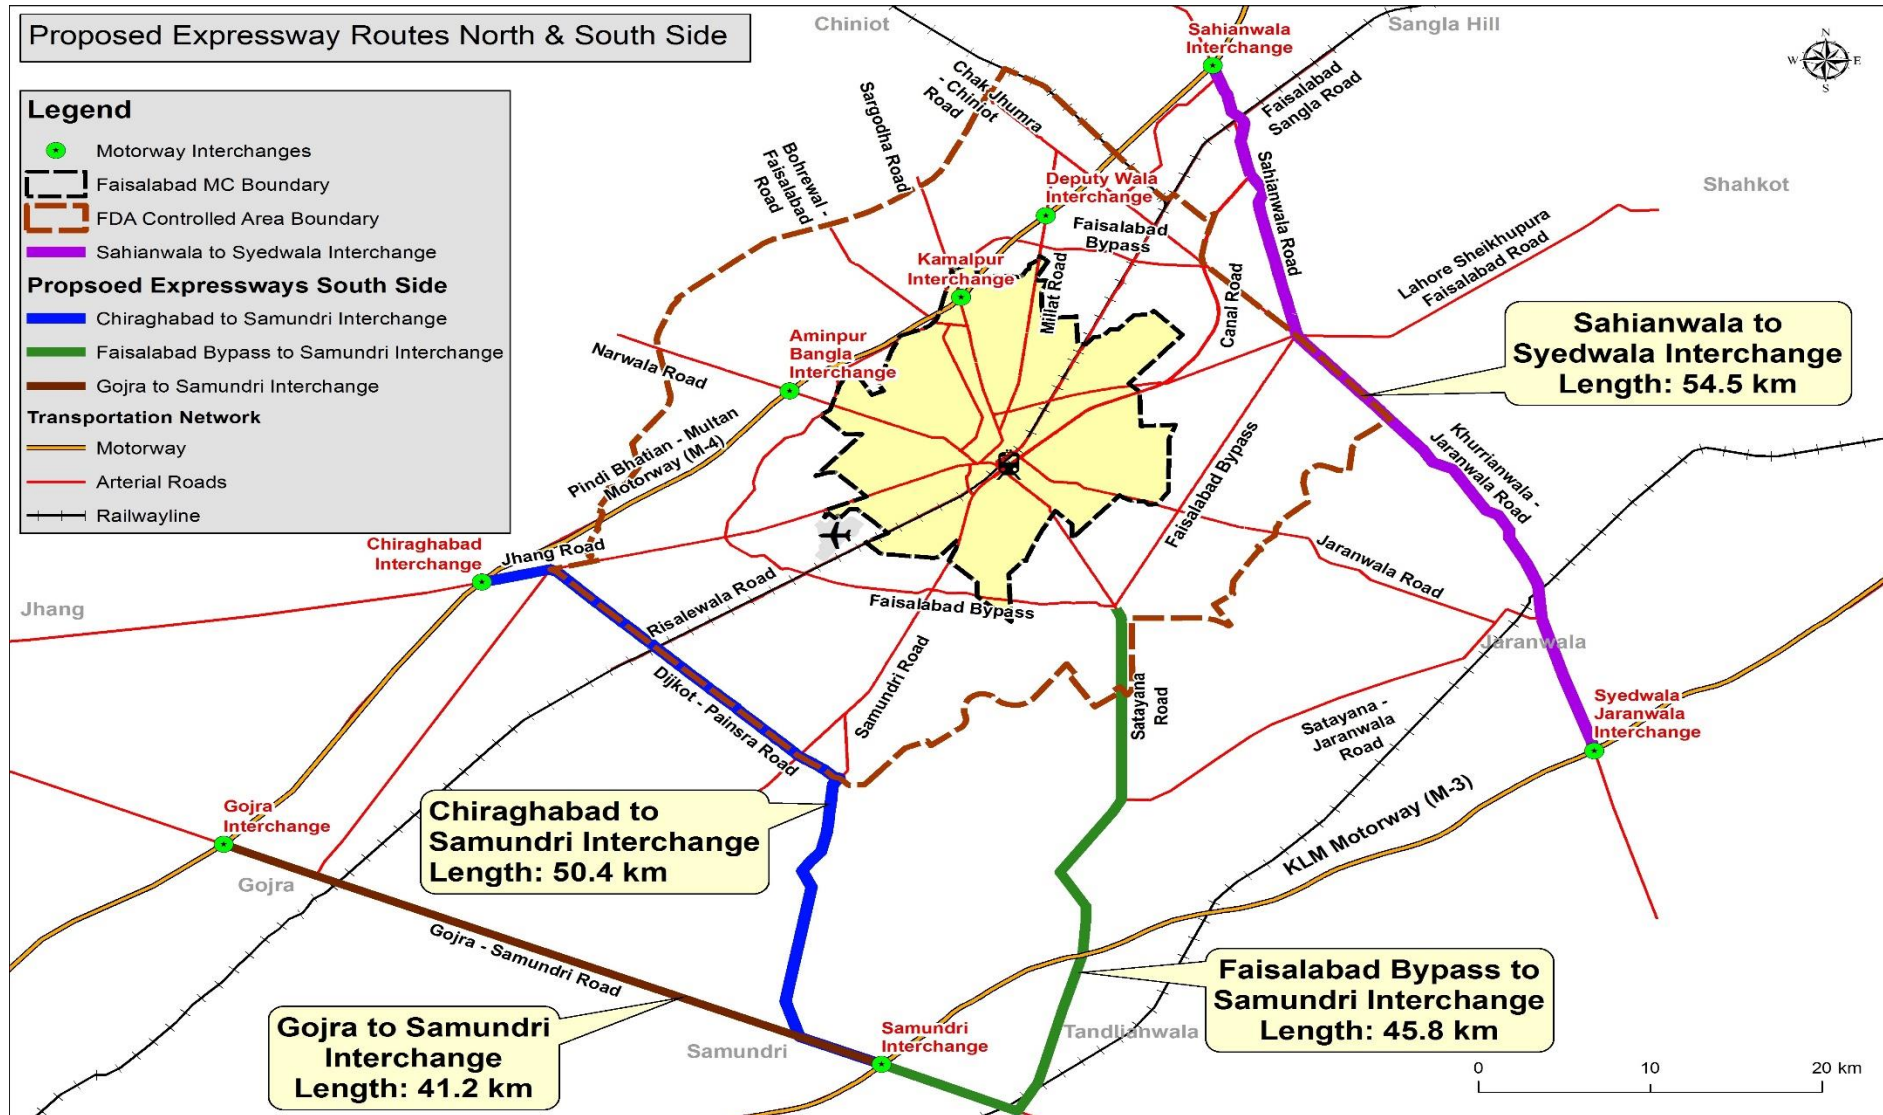 Proposed Expressway Routes North & South Side
Legend
Motorway Interchanges
Faisalabad MC Boundary
FDA Controlled Area Boundary
Sahianwala to Syedwala Interchange
Propsoed Expressways South Side
Chiraghabad to Samundri Interchange
Faisalabad Bypass to Samundri Interchange
Gojra to Samundri Interchange
Transportation Network
Motorway
Arterial Roads
Railwayline
Chiniot
Sangla Hill
Sahianwala
Interchange
N
W
E
S
Chak Jhumra
- Chiniot
Road
Faisalabad
Sangla Road
Sargodha Road
Bohrewal -
Faisalabad
Road
Deputy Wala
Interchange
Sahianwala Road
Shahkot
Faisalabad
Bypass
Kamalpur
Interchange
Millat Road
Canal Road
Lahore Sheikhupura
Faisalabad Road
Aminpur
Bangla
Interchange
Narwala Road
Sahianwala to
Syedwala Interchange
Length: 54.5 km
Pindi Bhatian - Multan
Motorway (M-4)
Khurrianwala -
Jaranwala Road
Faisalabad Bypass
Chiraghabad
Interchange
Jhang Road
Jaranwala Road
Jhang
Risalewala Road
Faisalabad Bypass
Jaranwala
Dijkot - Painsra Road
Samundri Road
Satayana
Road
Satayana -
Jaranwala
Road
Syedwala
Jaranwala
Interchange
Gojra
Interchange
Chiraghabad to
Samundri Interchange
Length: 50.4 km
KLM Motorway (M-3)
Gojra
Gojra - Samundri Road
Faisalabad Bypass to
Samundri Interchange
Length: 45.8 km
Gojra to Samundri
Interchange
Length: 41.2 km
Samundri
Samundri
Interchange
Tandlianwala
0
10
20 km